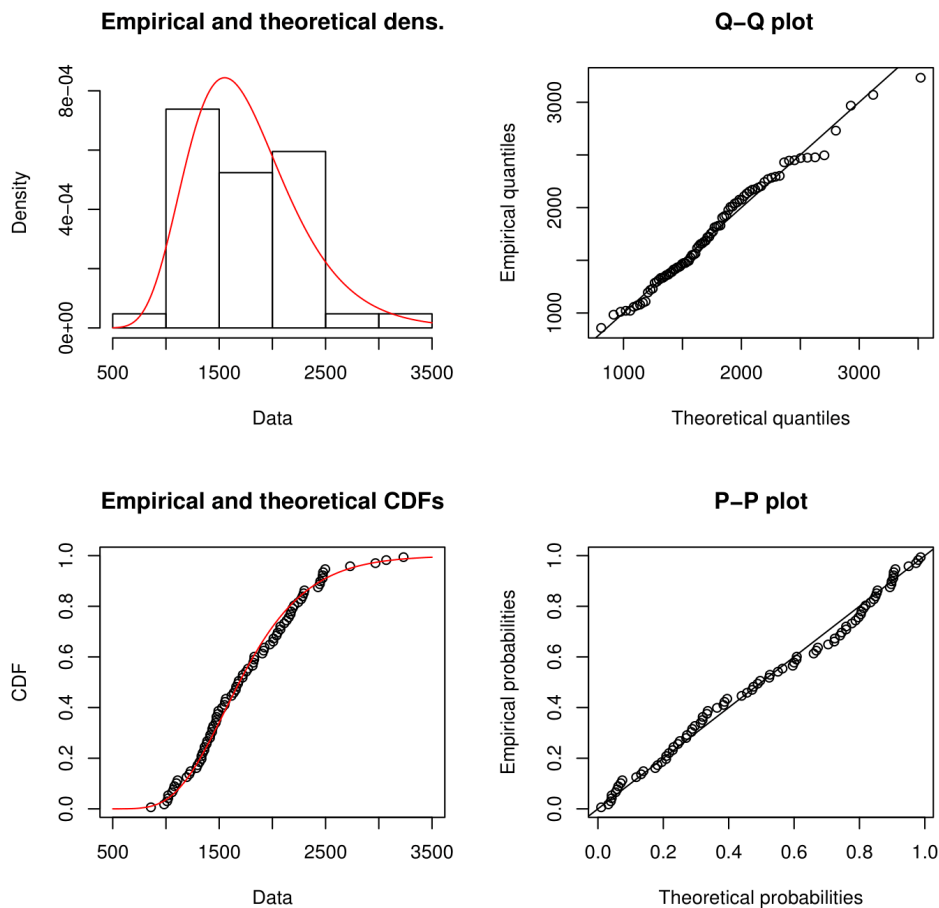 Empirical and theoretical dens.
Density
0e+00 4e−04 8e−04
500 1500 2500 3500
Data
Q−Q plot
Empirical quantiles
1000 2000 3000
1000 2000 3000
Theoretical quantiles
Empirical and theoretical CDFs
CDF
0.0 0.2 0.4 0.6 0.8 1.0
500 1500 2500 3500
Data
P−P plot
Empirical probabilities
0.0 0.2 0.4 0.6 0.8 1.0
0.0 0.2 0.4 0.6 0.8 1.0
Theoretical probabilities